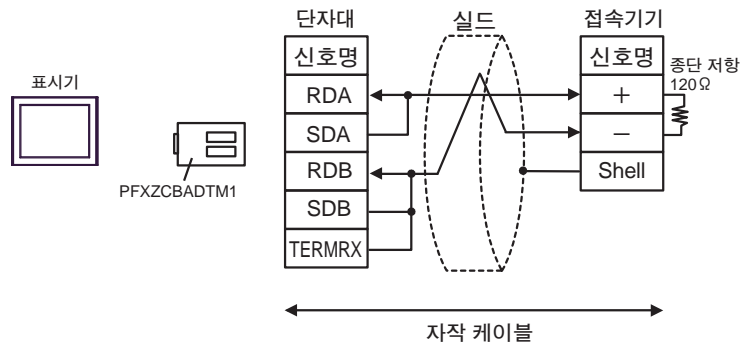 단자대
실드
접속기기
신호명
신호명
종단 저항
120Ω
표시기
RDA
+
SDA
−
RDB
Shell
PFXZCBADTM1
SDB
TERMRX
자작 케이블